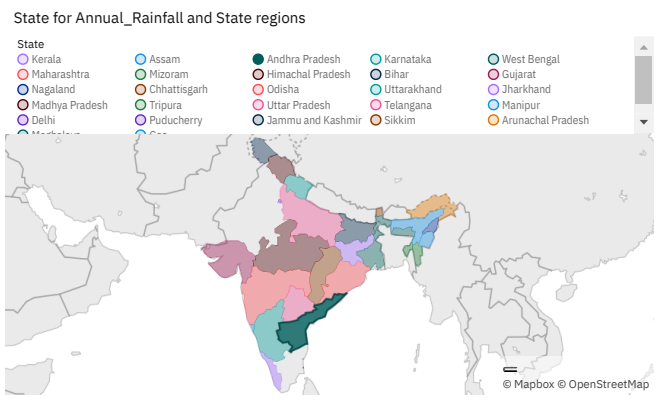 State for Annual_Rainfall and State regions
State
Kerala Assam Andhra Pradesh Karnataka West Bengal
Maharashtra Mizoram Himachal Pradesh Bihar Gujarat
Nagaland Chhattisgarh Odisha Uttarakhand Jharkhand
Madhya Pradesh Tripura Uttar Pradesh Telangana Manipur
Delhi Puducherry Jammu and Kashmir Sikkim Arunachal Pradesh
© Mapbox © OpenStreetMap